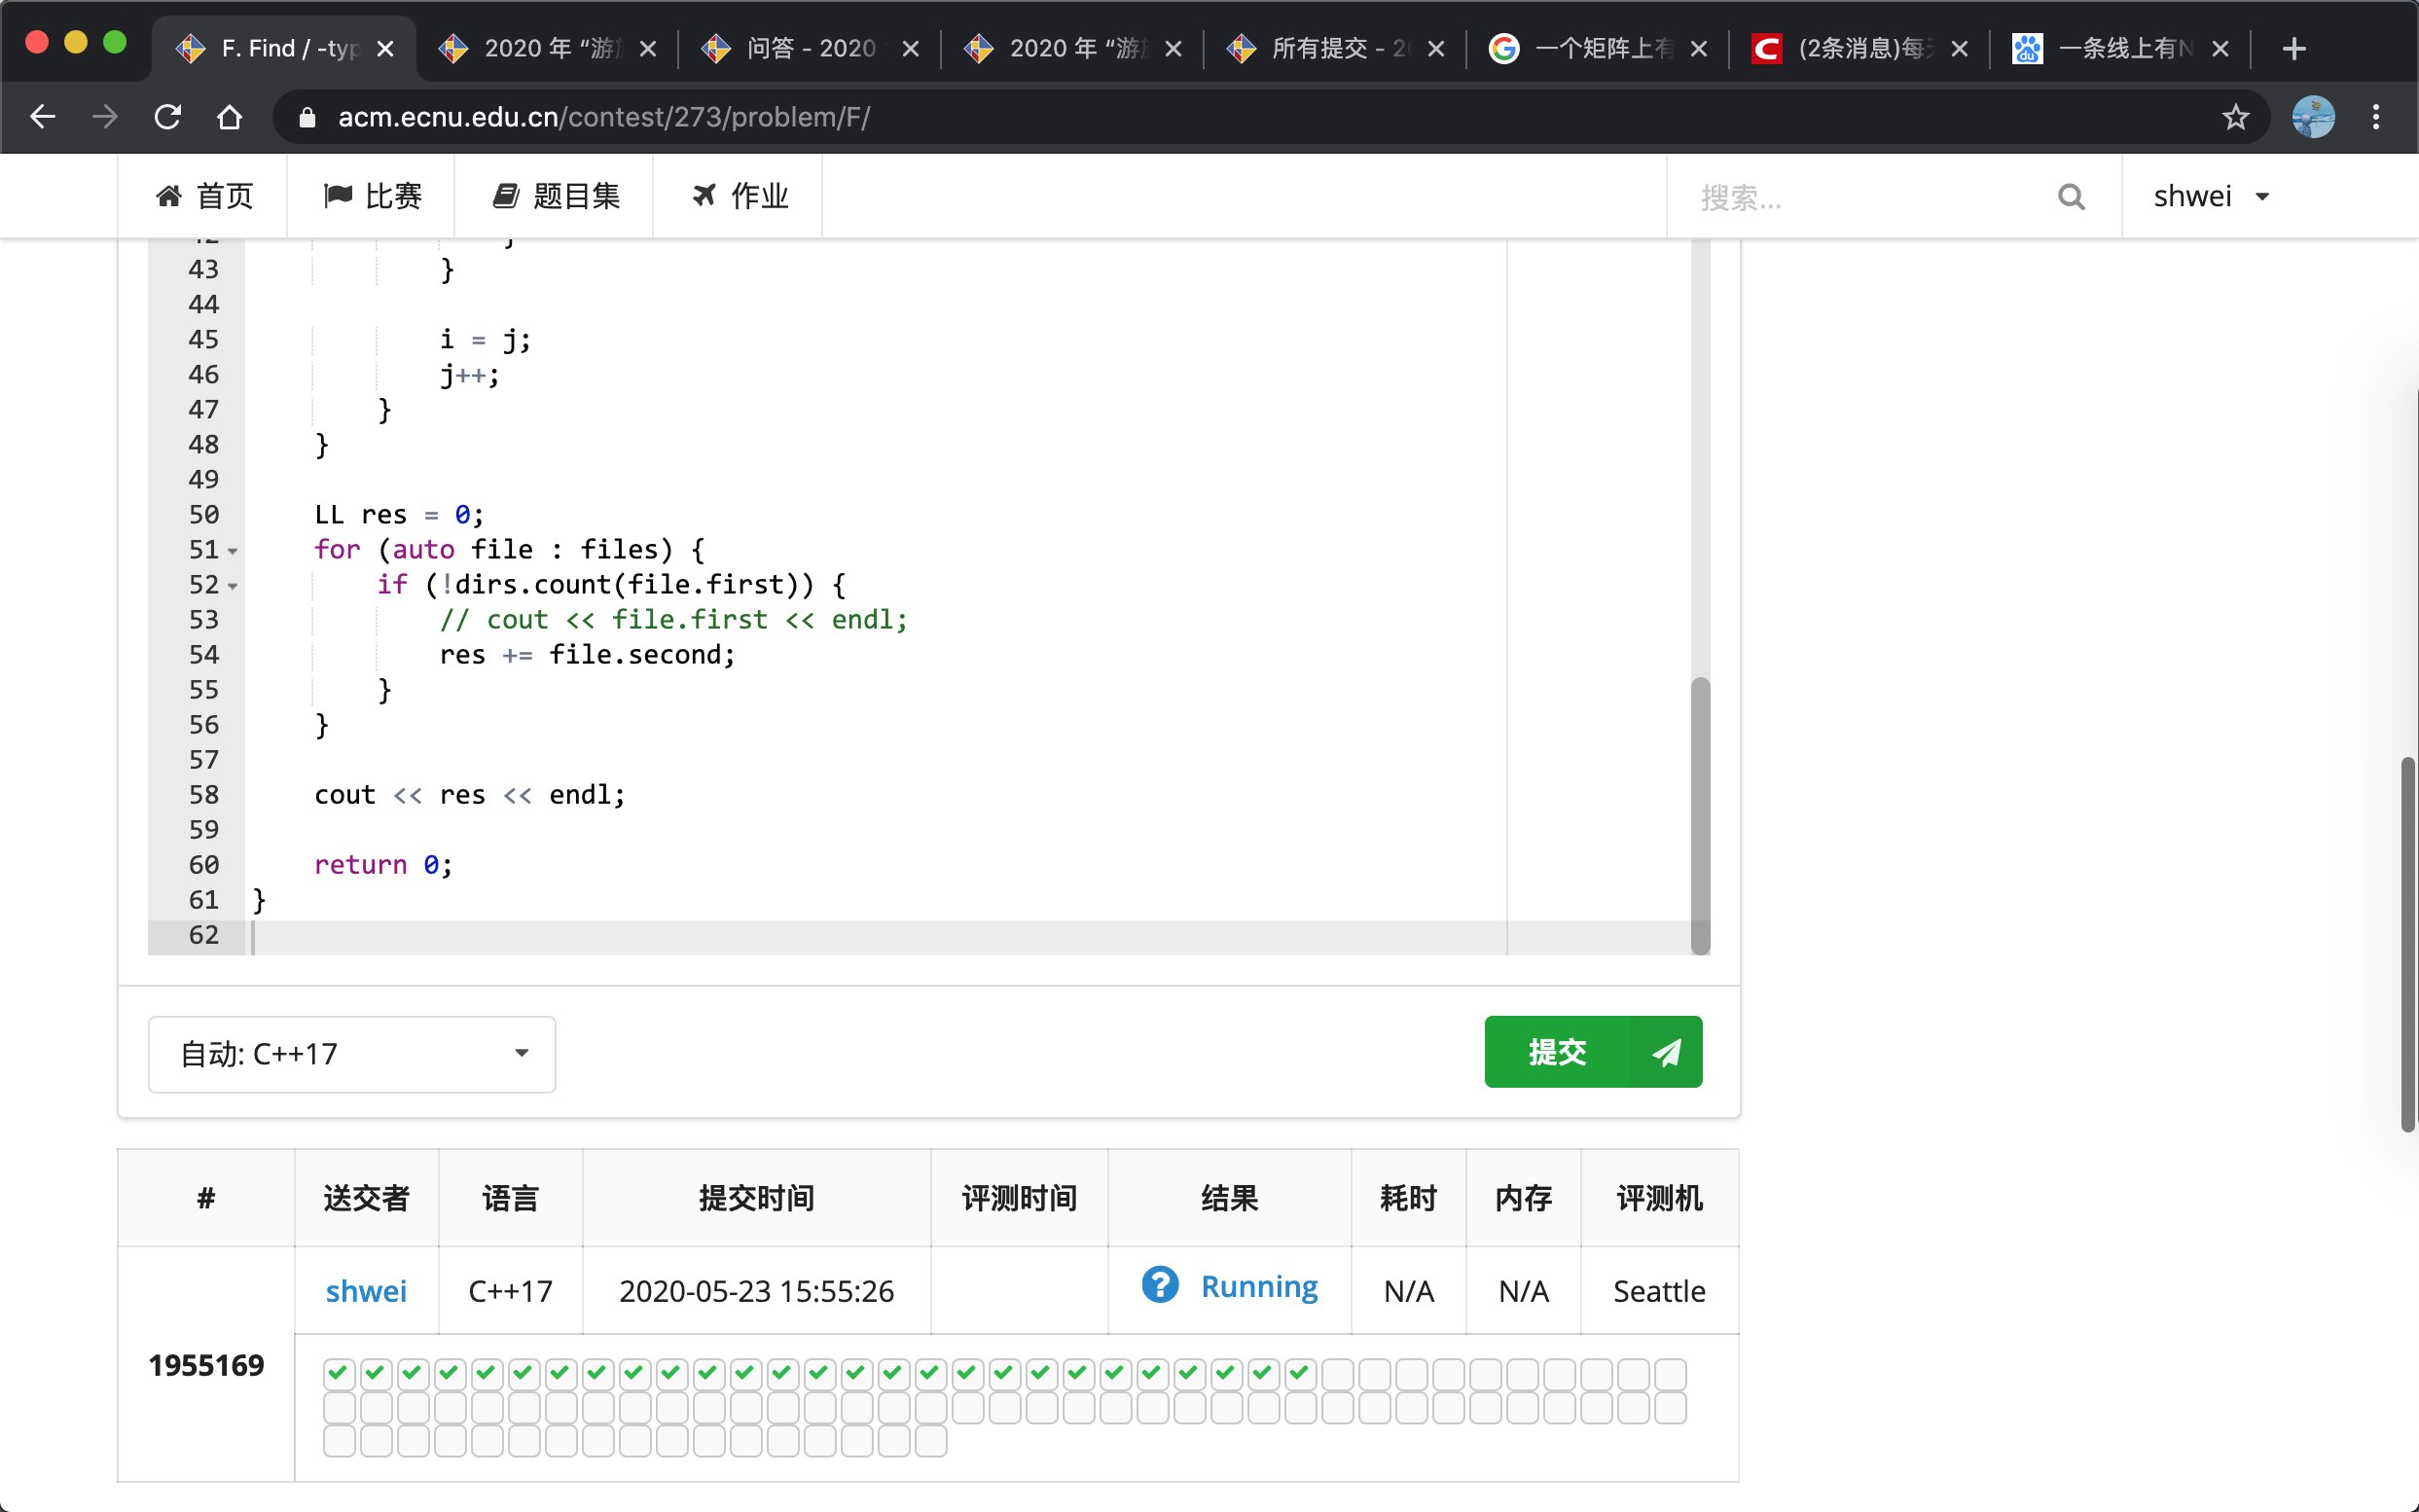 F. Find / -typ
2020 年 “游
问答 - 2020
2020 年 “游
所有提交 - 2
一个矩阵上有
(2条消息)每
一条线上有N
acm.ecnu.edu.cn/contest/273/problem/F/
首页 比赛 题目集 作业 搜索... shwei
43 }
44
45 i = j;
46 j++;
47 }
48 }
49
50 LL res = 0;
51 for (auto file : files) {
52 if (!dirs.count(file.first)) {
53 // cout << file.first << endl;
54 res += file.second;
55 }
56 }
57
58 cout << res << endl;
59
60 return 0;
61 }
62
自动: C++17 提交
# 送交者 语言 提交时间 评测时间 结果 耗时 内存 评测机
1955169 shwei C++17 2020-05-23 15:55:26 Running N/A N/A Seattle